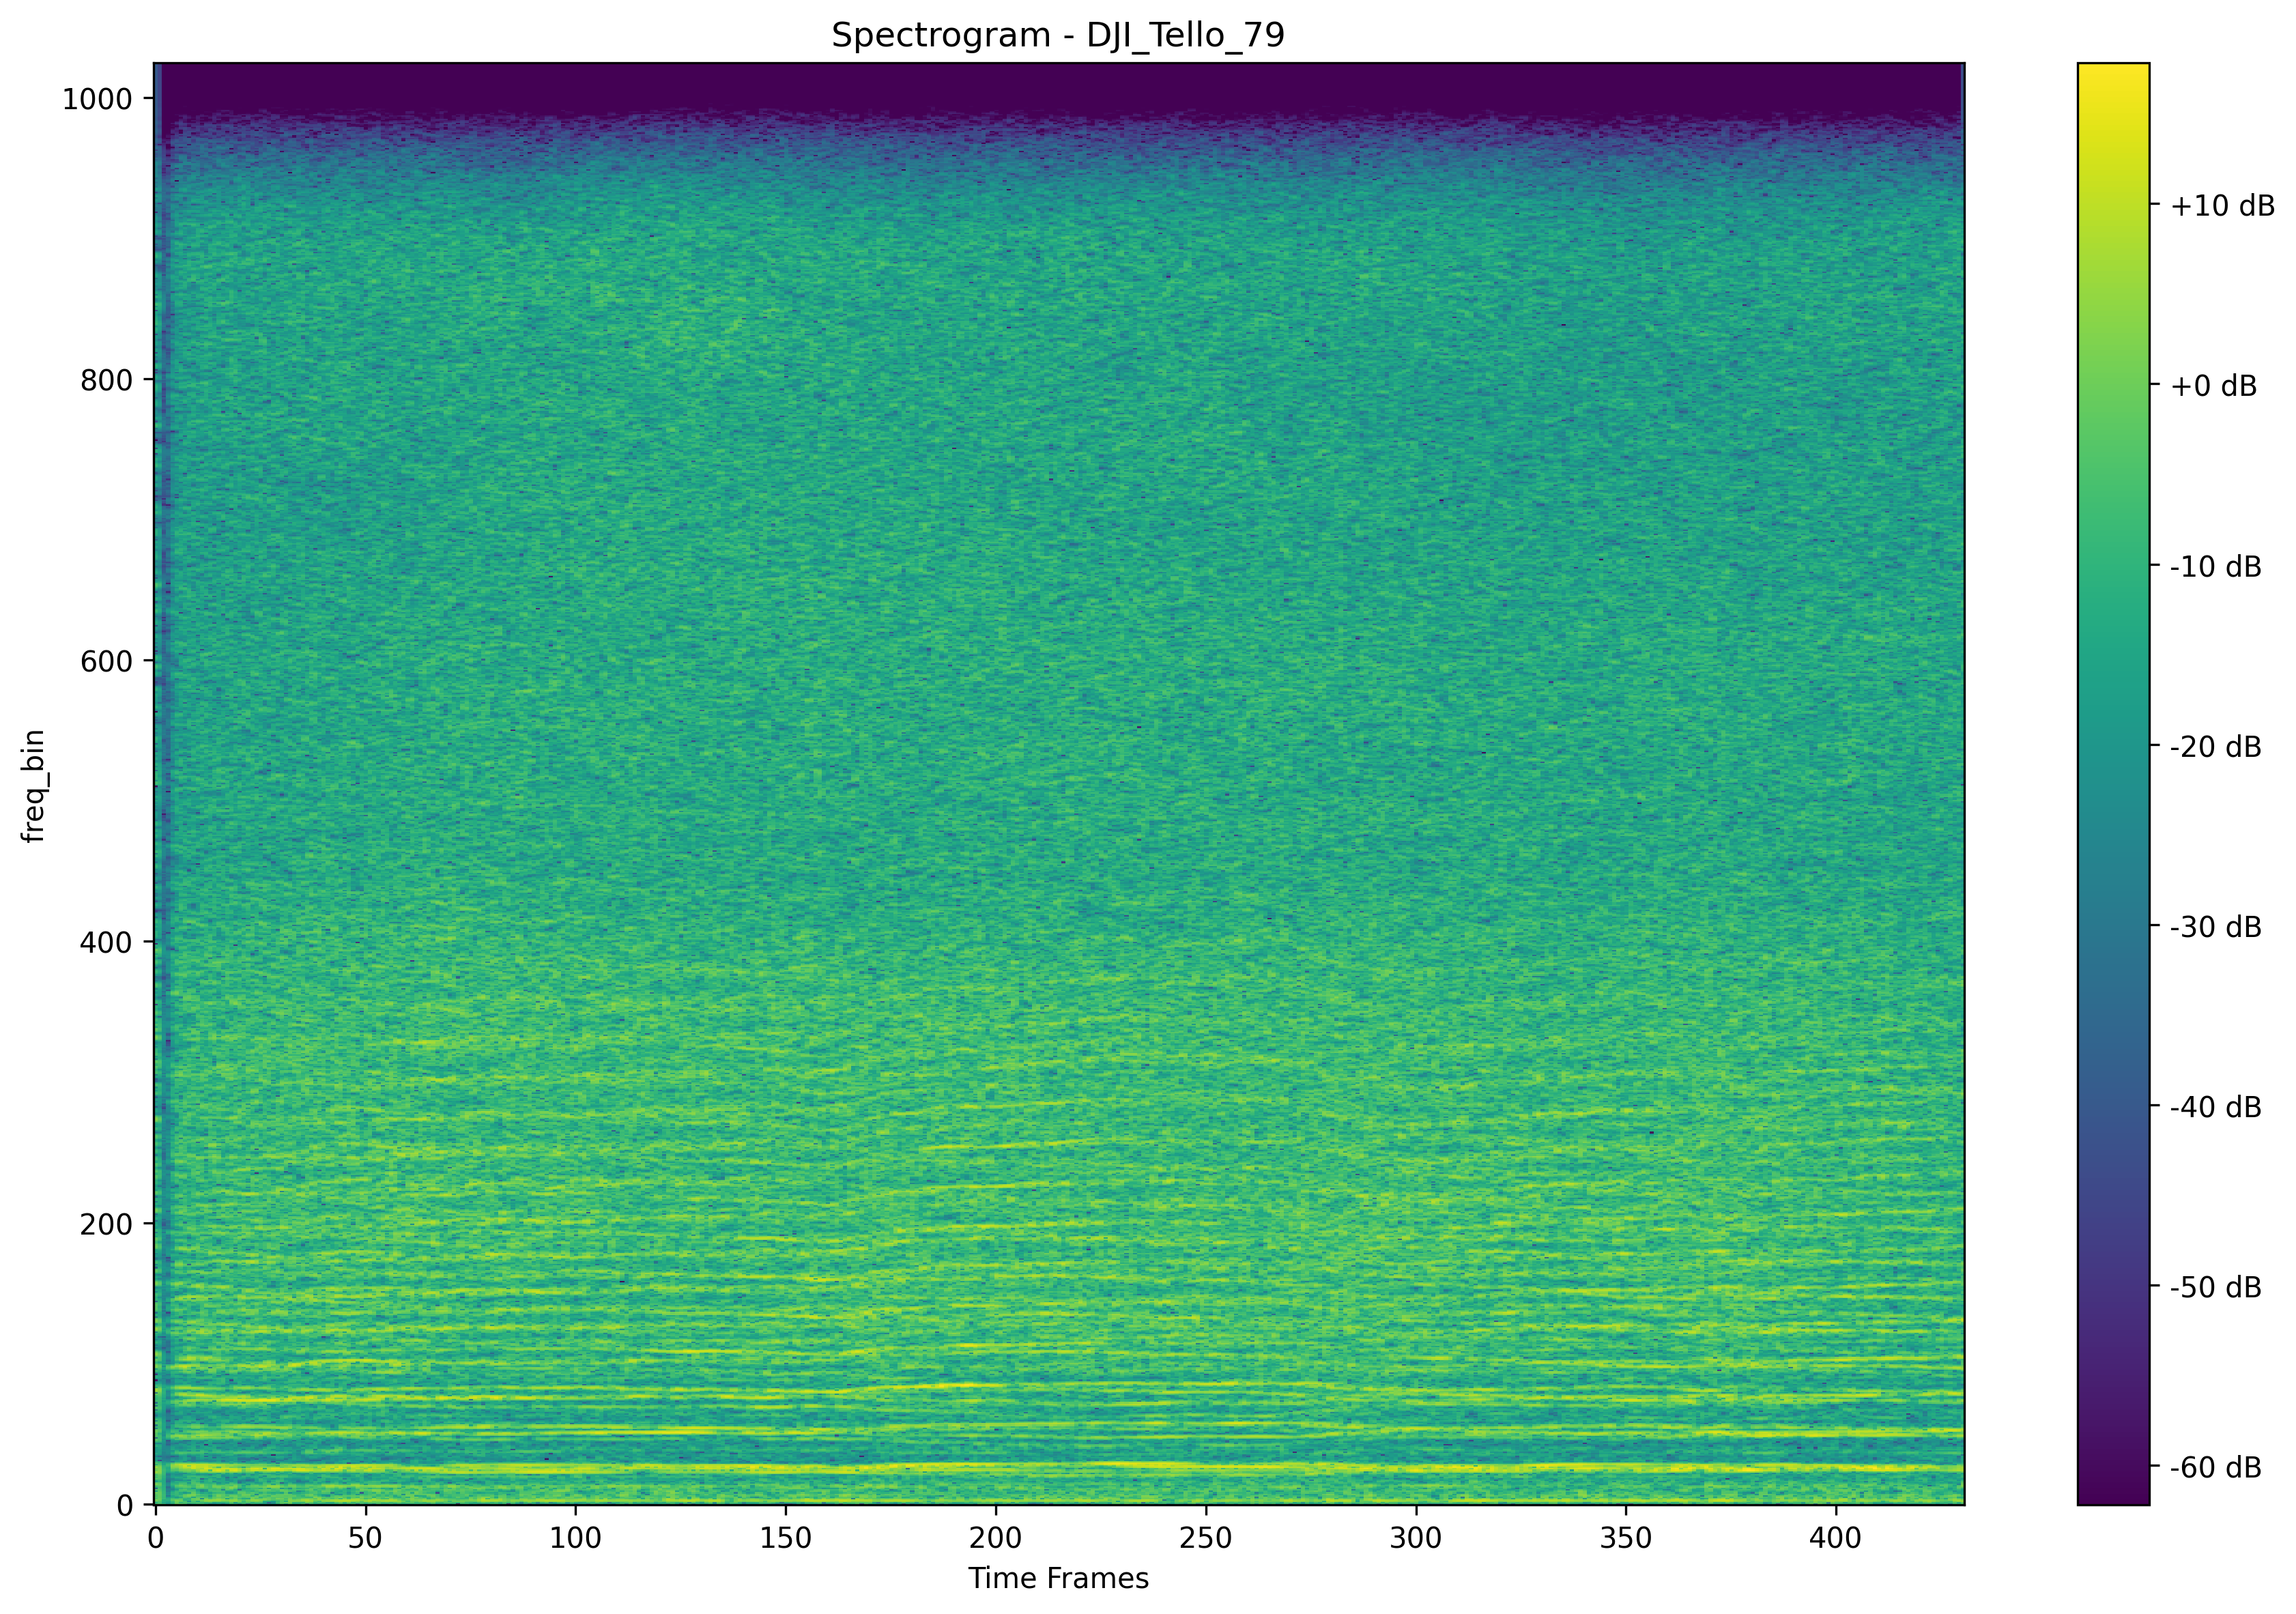 Spectrogram - DJI_Tello_79
1000
800
600
400
200
0
freq_bin
0 50 100 150 200 250 300 350 400
Time Frames
+10 dB
+0 dB
-10 dB
-20 dB
-30 dB
-40 dB
-50 dB
-60 dB